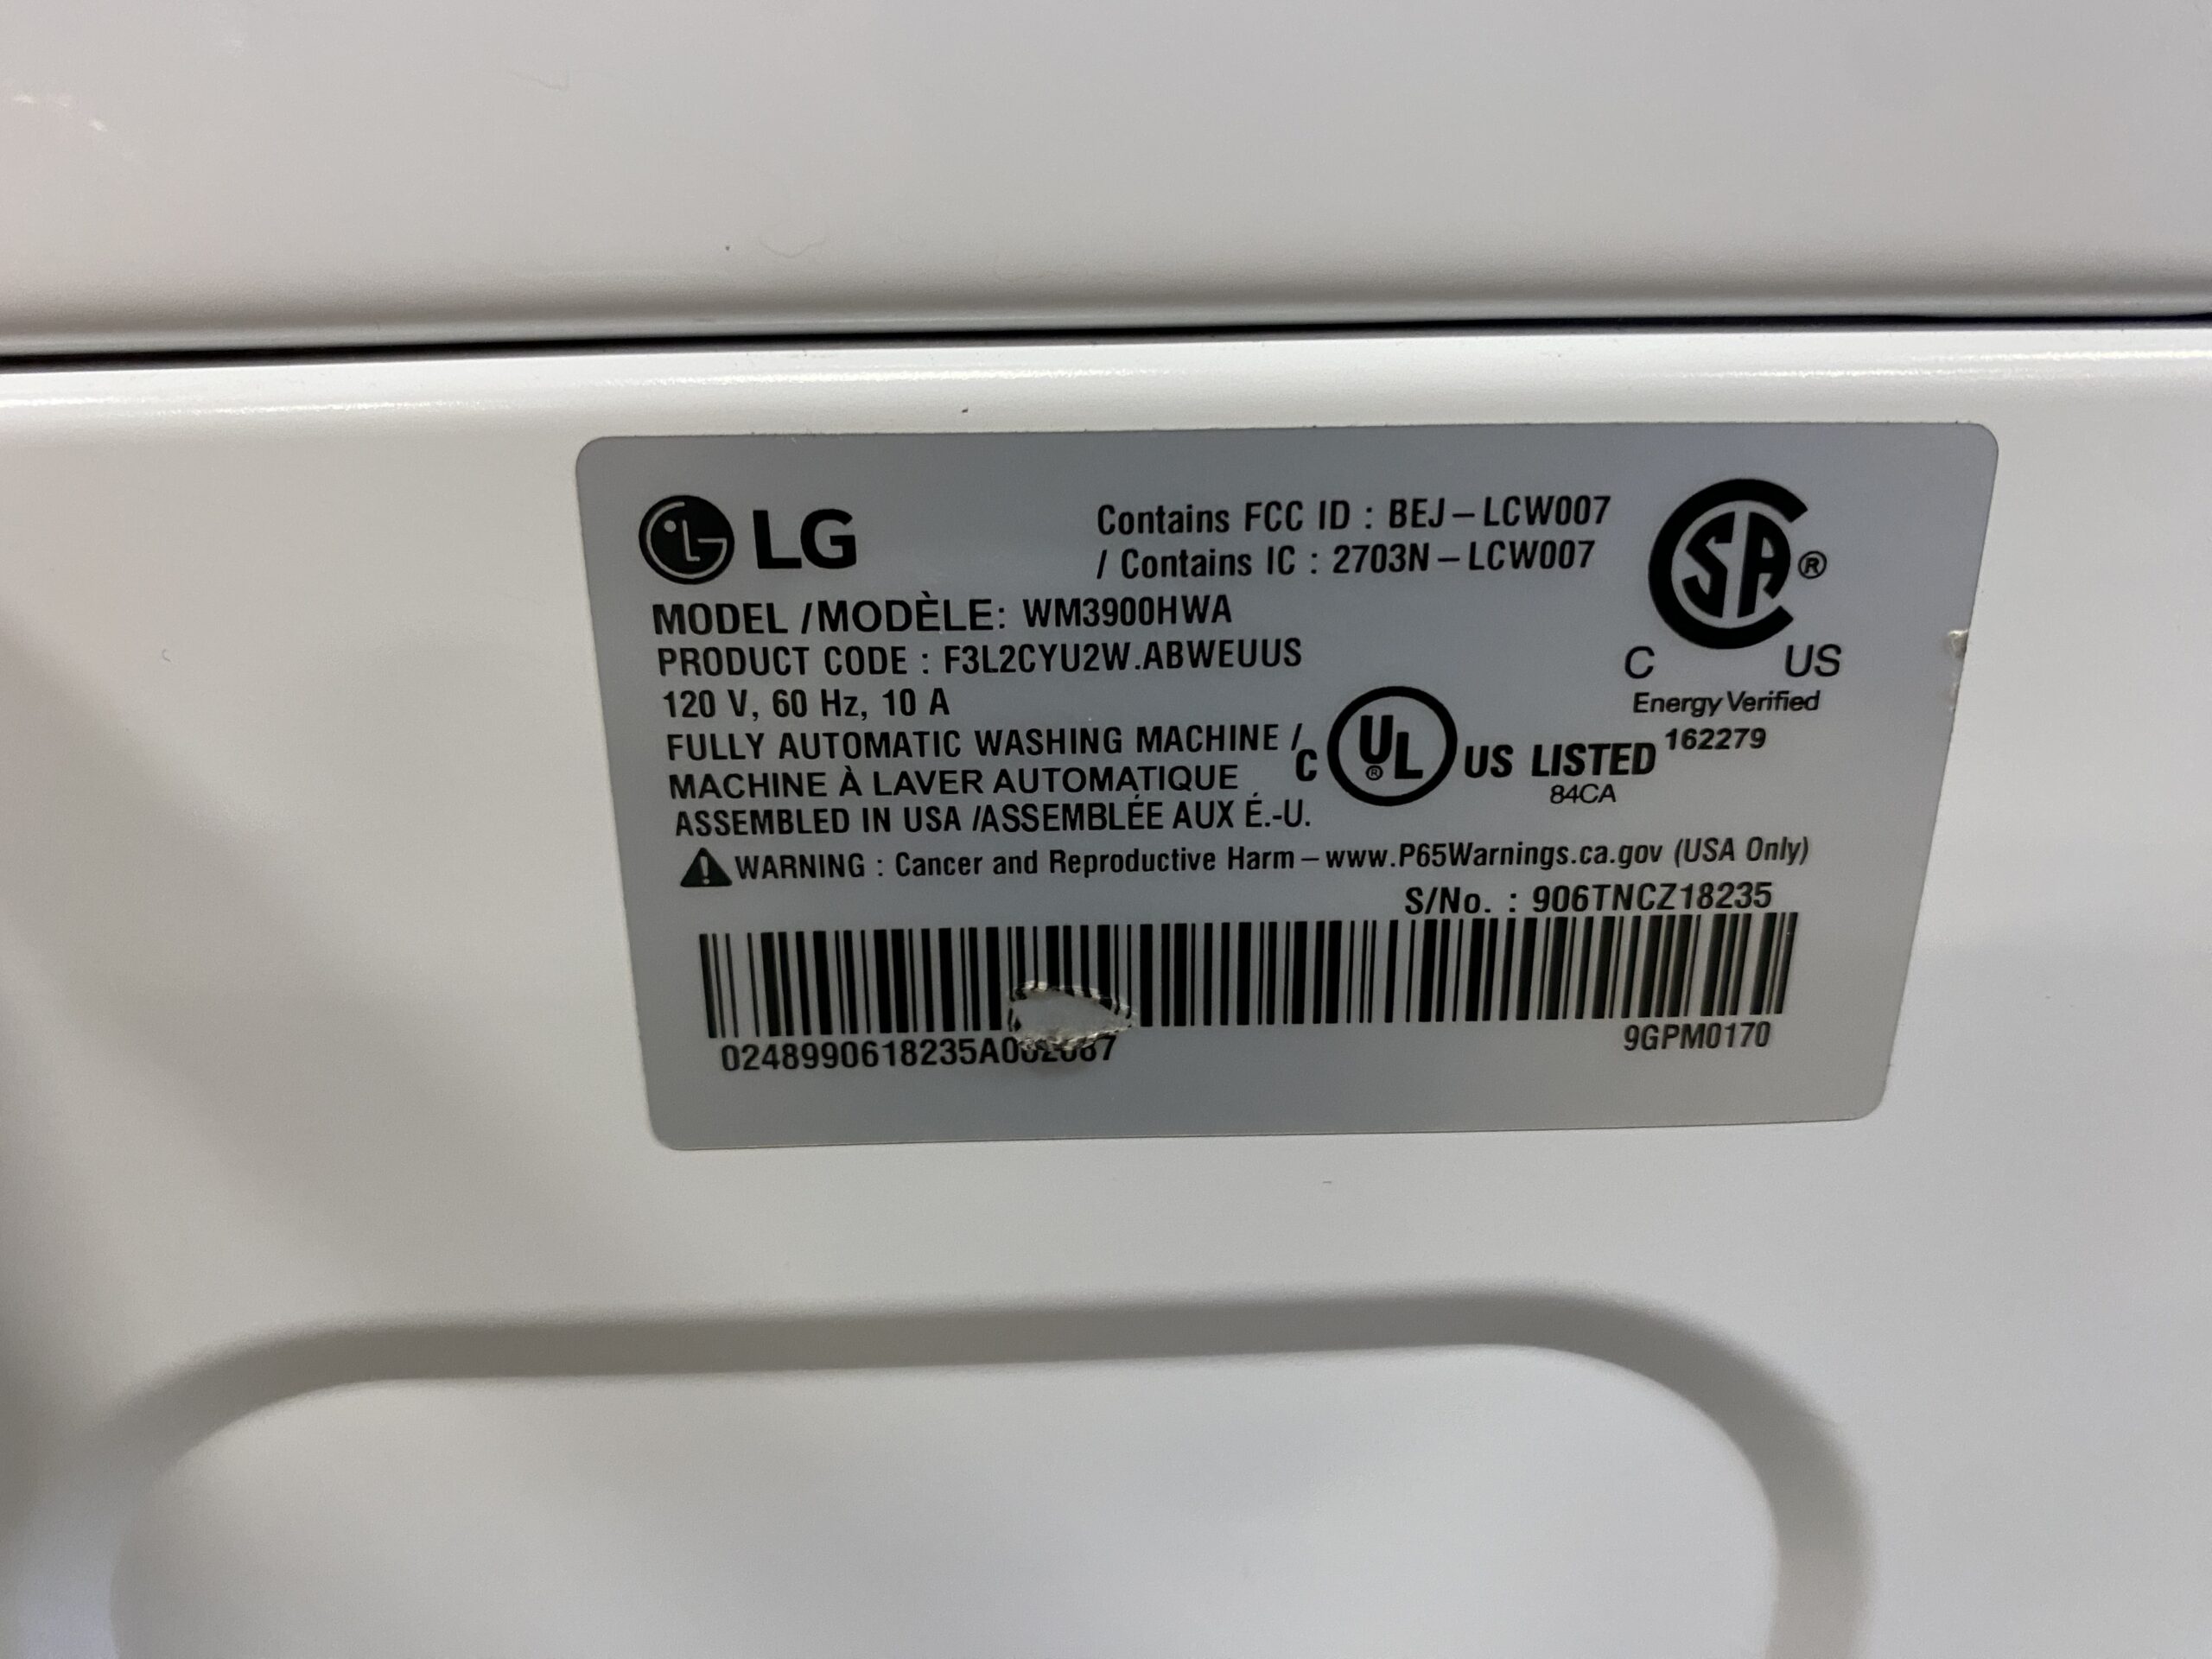 LG
Contains FCC ID : BEJ–LCW007
/ Contains IC : 2703N–LCW007
SA ®
C US
Energy Verified
162279
MODEL /MODÈLE: WM3900HWA
PRODUCT CODE : F3L2CYU2W.ABWEUUS
120 V, 60 Hz, 10 A
FULLY AUTOMATIC WASHING MACHINE /
MACHINE À LAVER AUTOMATIQUE
ASSEMBLED IN USA /ASSEMBLÉE AUX É.-U.
C UL ® US LISTED
84CA
WARNING : Cancer and Reproductive Harm – www.P65Warnings.ca.gov (USA Only)
S/No. : 906TNCZ18235
9GPM0170